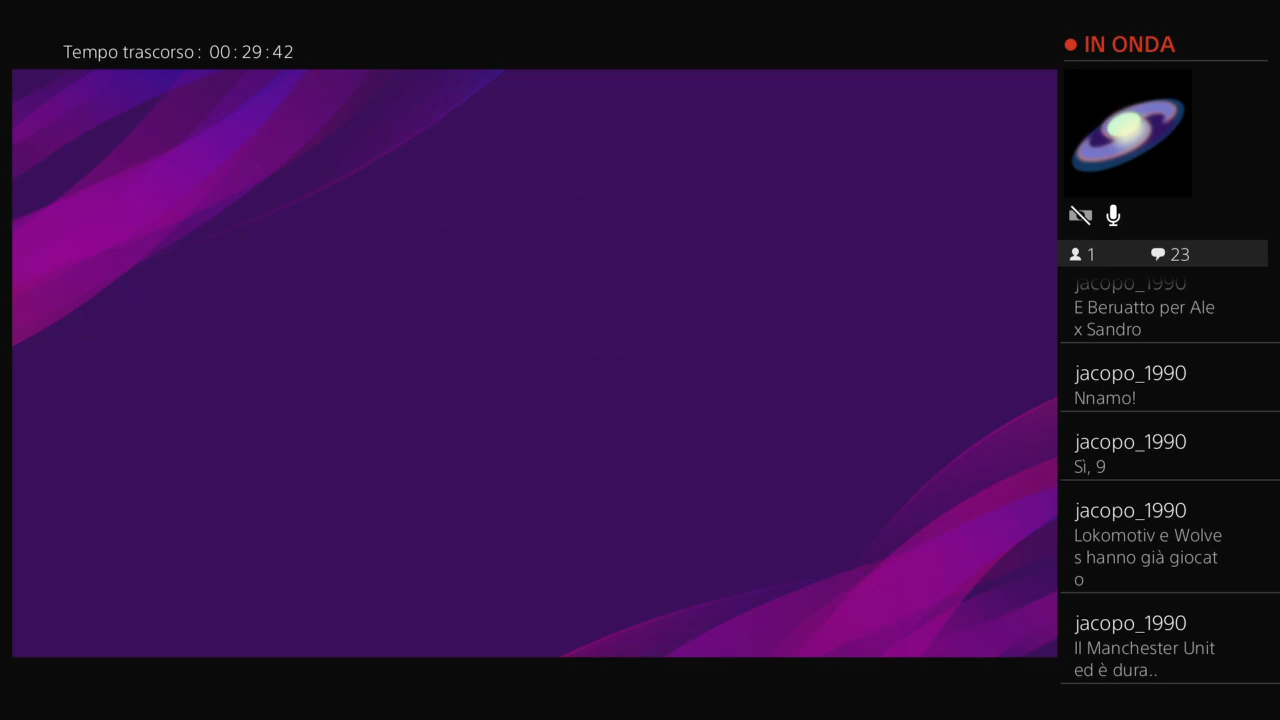 Tempo trascorso: 00:29:42
IN ONDA
1
23
jacopo_1990
E Beruatto per Ale
x Sandro
jacopo_1990
Nnamo!
jacopo_1990
Sì, 9
jacopo_1990
Lokomotiv e Wolve
s hanno già giocat
o
jacopo_1990
Il Manchester Unit
ed è dura..